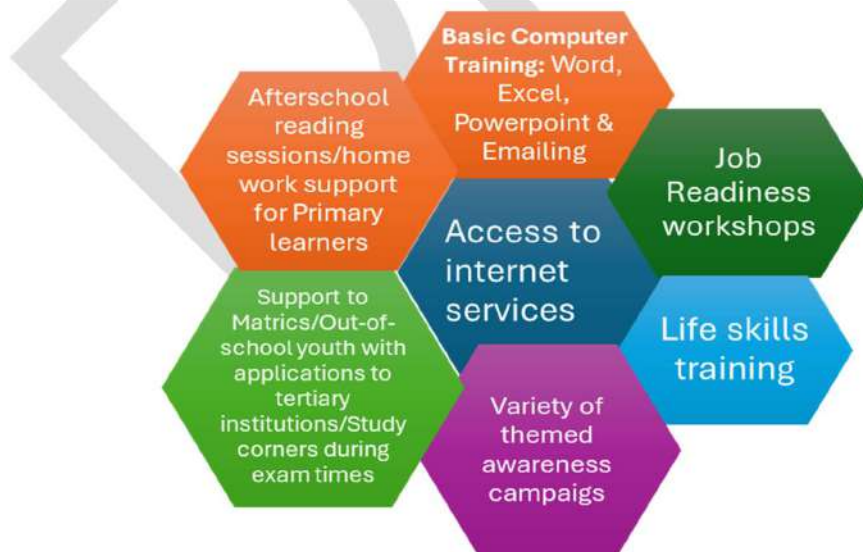 Basic Computer
Training: Word,
Excel,
Powerpoint &
Emailing
Afterschool
reading
sessions/home
work support
for Primary
learners
Job
Readiness
workshops
Access to
internet
services
Support to
Matrics/Out-of-
school youth with
applications to
tertiary
institutions/Study
corners during
exam times
Life skills
training
Variety of
themed
awareness
campaigs